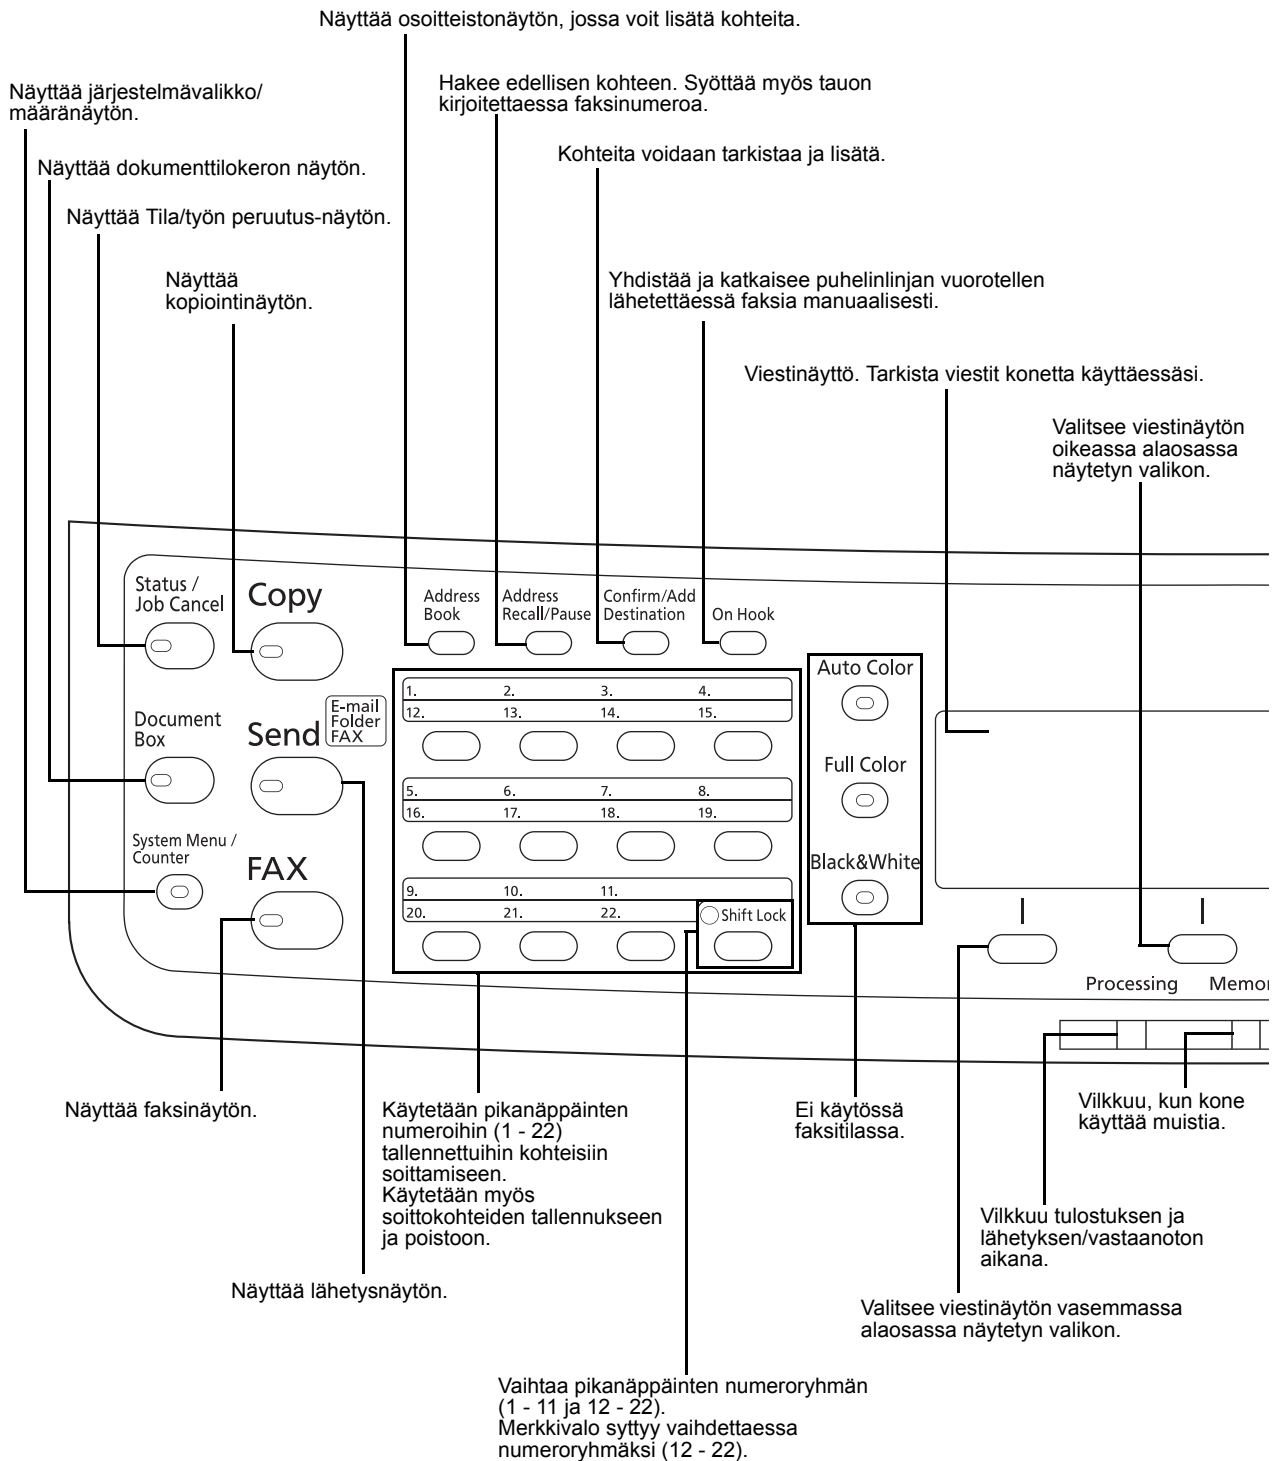 Näyttää osoitteistonäytön, jossa voit lisätä kohteita.
Näyttää järjestelmävalikko/
määränäytön.
Hakee edellisen kohteen. Syöttää myös tauon
kirjoitettaessa faksinumeroa.
Näyttää dokumenttilokeron näytön.
Kohteita voidaan tarkistaa ja lisätä.
Näyttää Tila/työn peruutus-näytön.
Näyttää
kopiointinäytön.
Yhdistää ja katkaisee puhelinlinjan vuorotellen
lähetettäessä faksia manuaalisesti.
Viestinäyttö. Tarkista viestit konetta käyttäessäsi.
Valitsee viestinäytön
oikeassa alaosassa
näytetyn valikon.
Status /
Job Cancel
Copy
Address
Book
Address
Recall/Pause
Confirm/Add
Destination
On Hook
Auto Color
1. 2. 3. 4.
12. 13. 14. 15.
Document
Box
Send
E-mail
Folder
FAX
Full Color
5. 6. 7. 8.
16. 17. 18. 19.
System Menu /
Counter
FAX
Black&White
9. 10. 11.
20. 21. 22.
Shift Lock
Processing Memor
Näyttää faksinäytön.
Käytetään pikanäppäinten
numeroihin (1 - 22)
tallennettuihin kohteisiin
soittamiseen.
Käytetään myös
soittokohteiden tallennukseen
ja poistoon.
Ei käytössä
faksitilassa.
Vilkkuu, kun kone
käyttää muistia.
Vilkkuu tulostuksen ja
lähetyksen/vastaanoton
aikana.
Näyttää lähetysnäytön.
Valitsee viestinäytön vasemmassa
alaosassa näytetyn valikon.
Vaihtaa pikanäppäinten numeroryhmän
(1 - 11 ja 12 - 22).
Merkkivalo syttyy vaihdettaessa
numeroryhmäksi (12 - 22).